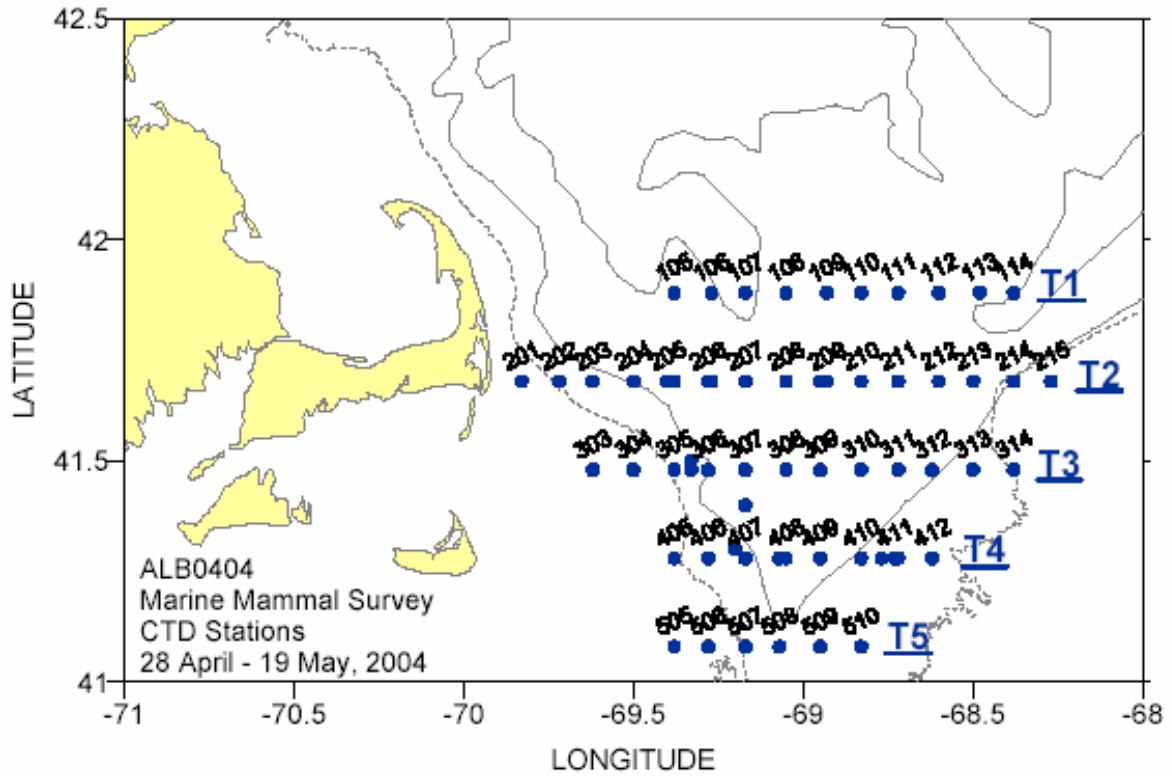 42.5
105 106 107 108 109 110 111 112 113 114 T1
42
201 202 203 204 205 206 207 208 209 210 211 212 213 214 215 T2
LATITUDE
303 304 305 306 307 308 309 310 311 312 313 314 T3
41.5
405 406 407 408 409 410 411 412 T4
ALB0404
Marine Mammal Survey
CTD Stations
28 April - 19 May, 2004
505 506 507 508 509 510 T5
41
-71 -70.5 -70 -69.5 -69 -68.5 -68
LONGITUDE